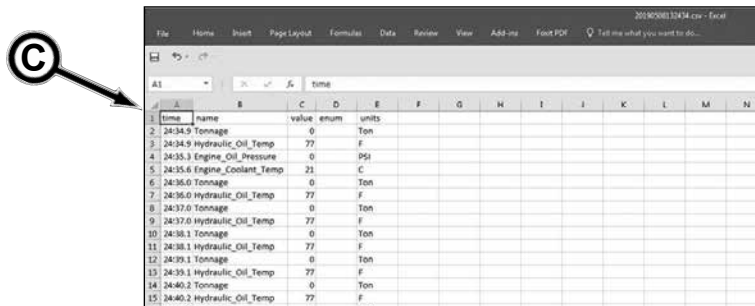 20190508132434.csv - Excel
File Home Insert Page Layout Formulas Data Review View Add-ins Foxit PDF Tell me what you want to do...
C
A1 fx time
A B C D E F G H I J K L M N
1 time name value enum units
2 24:34.9 Tonnage 0 Ton
3 24:34.9 Hydraulic_Oil_Temp 77 F
4 24:35.3 Engine_Oil_Pressure 0 PSI
5 24:35.6 Engine_Coolant_Temp 21 C
6 24:36.0 Tonnage 0 Ton
7 24:36.0 Hydraulic_Oil_Temp 77 F
8 24:37.0 Tonnage 0 Ton
9 24:37.0 Hydraulic_Oil_Temp 77 F
10 24:38.1 Tonnage 0 Ton
11 24:38.1 Hydraulic_Oil_Temp 77 F
12 24:39.1 Tonnage 0 Ton
13 24:39.1 Hydraulic_Oil_Temp 77 F
14 24:40.2 Tonnage 0 Ton
15 24:40.2 Hydraulic_Oil_Temp 77 F